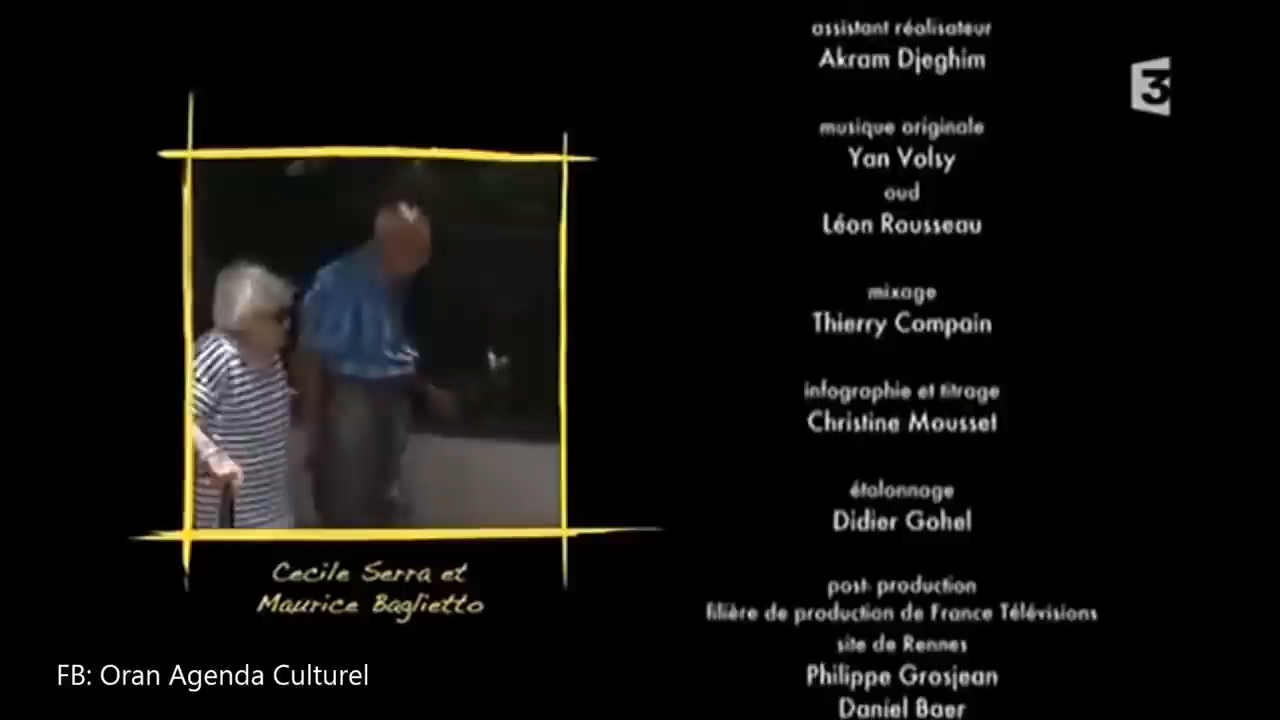 Cecile Serra et
Maurice Baglietto
FB: Oran Agenda Culturel
assistant réalisateur
Akram Djeghim
musique originale
Yan Volsy
oud
Léon Rousseau
mixage
Thierry Compain
infographie et titrage
Christine Mousset
étalonnage
Didier Gohel
post-production
filière de production de France Télévisions
site de Rennes
Philippe Grosjean
Daniel Baer
3